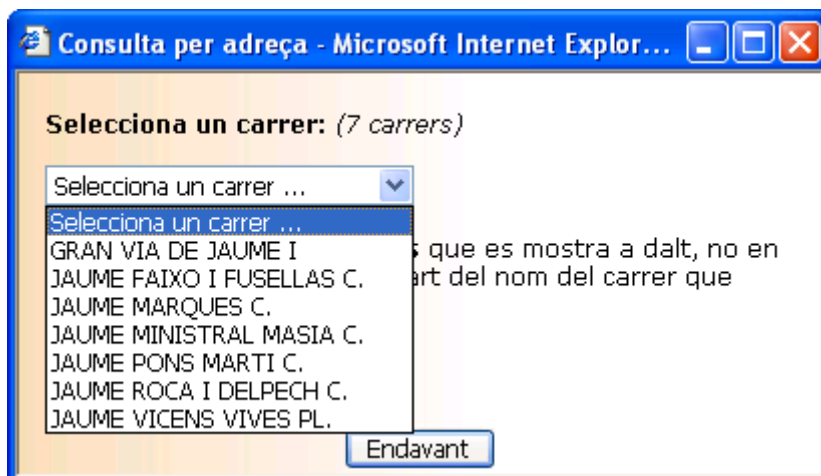 Consulta per adreça - Microsoft Internet Explor...
Selecciona un carrer: (7 carrers)
Selecciona un carrer ...
Selecciona un carrer ...
GRAN VIA DE JAUME I
JAUME FAIXO I FUSELLAS C.
JAUME MARQUES C.
JAUME MINISTRAL MASIA C.
JAUME PONS MARTI C.
JAUME ROCA I DELPECH C.
JAUME VICENS VIVES PL.
que es mostra a dalt, no en
del nom del carrer que
Endavant